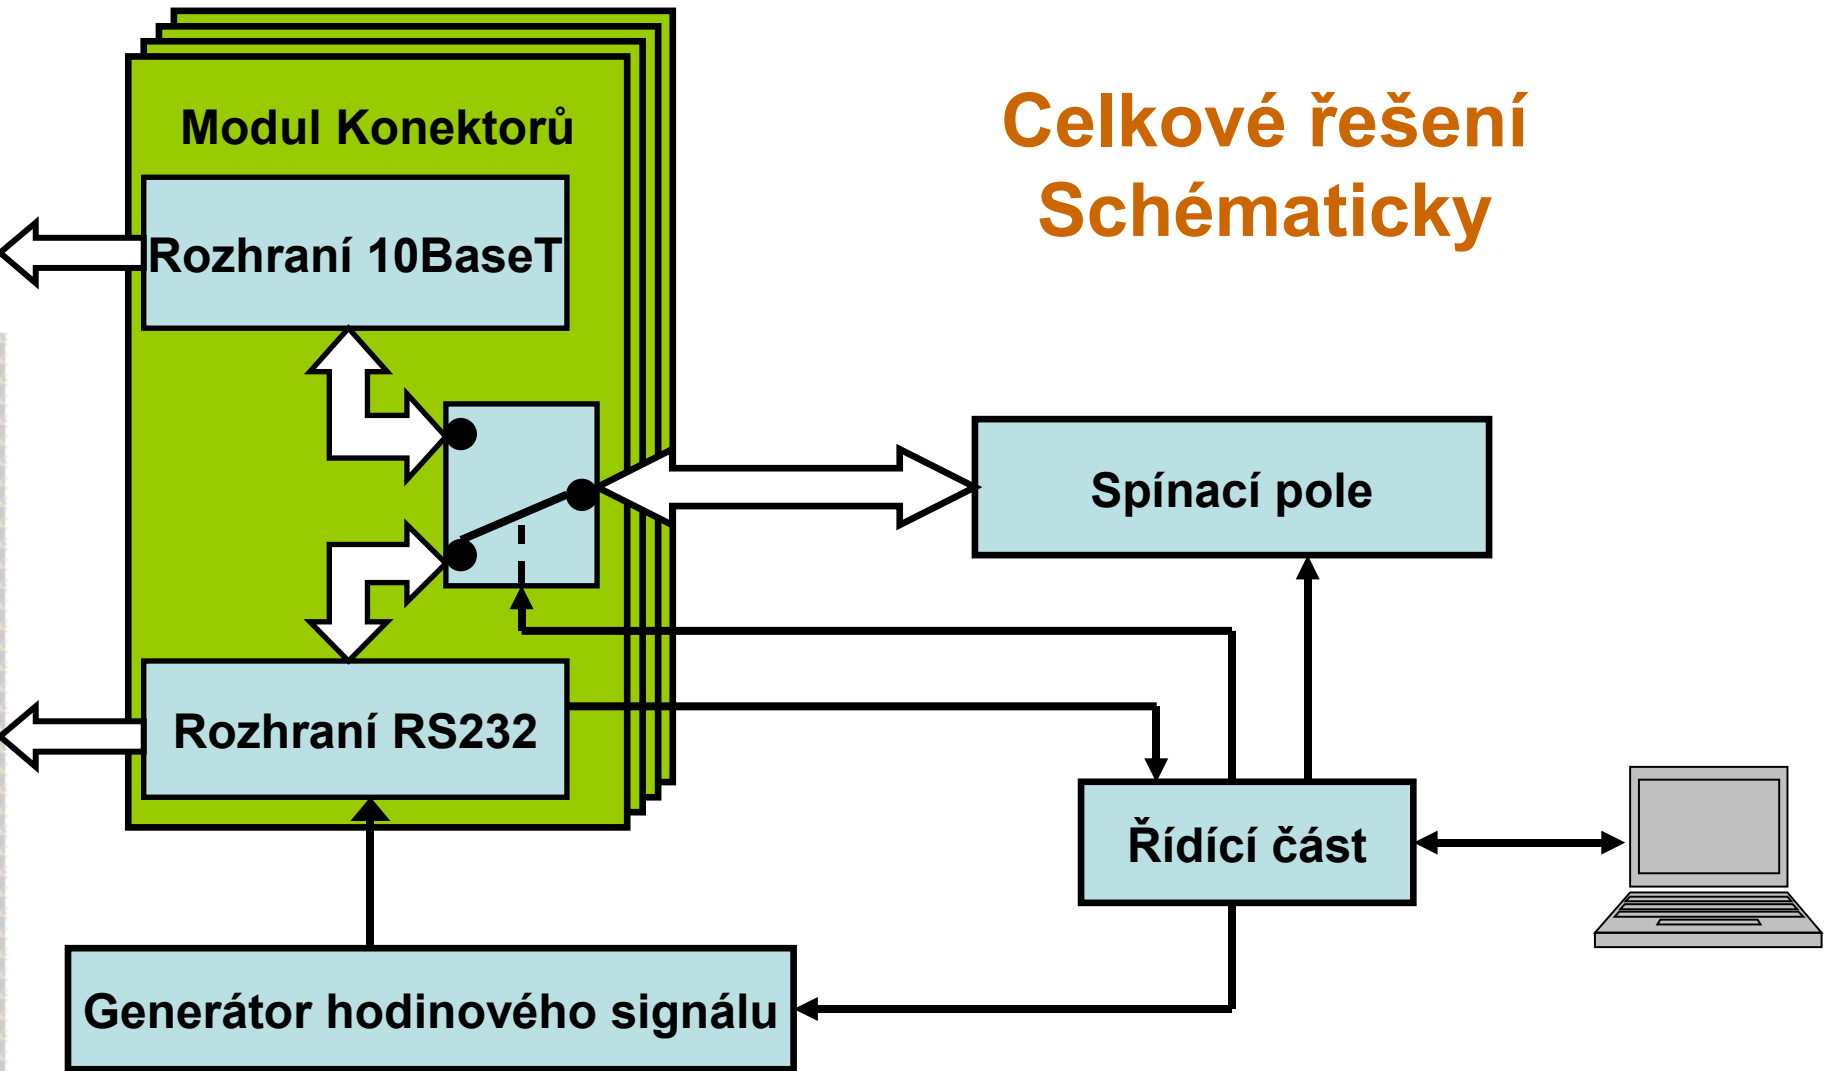 Celkové řešení
Schématicky
Modul Konektorů
Rozhraní 10BaseT
Spínací pole
Rozhraní RS232
Řídící část
Generátor hodinového signálu